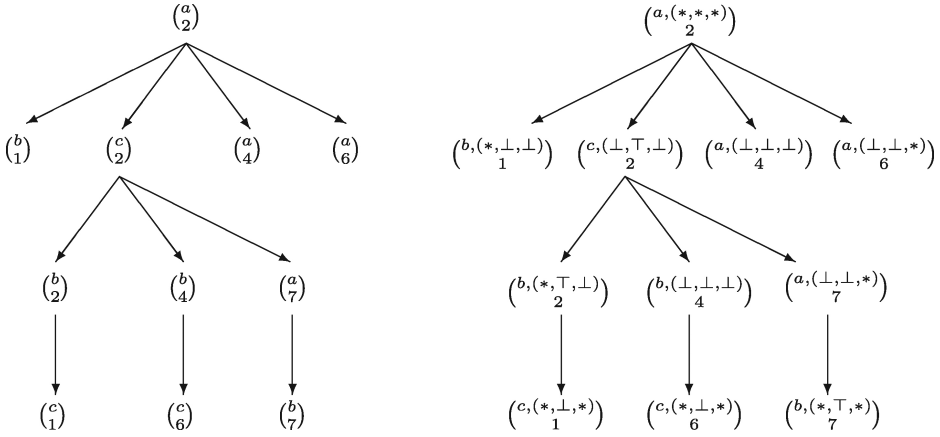 (a 2) (a,(∗,∗,∗) 2)
(b 1) (c 2) (a 4) (a 6) (b,(∗,⊥,⊥) 1) (c,(⊥,⊤,⊥) 2) (a,(⊥,⊥,⊥) 4) (a,(⊥,⊥,∗) 6)
(b 2) (b 4) (a 7) (b,(∗,⊤,⊥) 2) (b,(⊥,⊥,⊥) 4) (a,(⊥,⊥,∗) 7)
(c 1) (c 6) (b 7) (c,(∗,⊥,∗) 1) (c,(∗,⊥,∗) 6) (b,(∗,⊤,∗) 7)